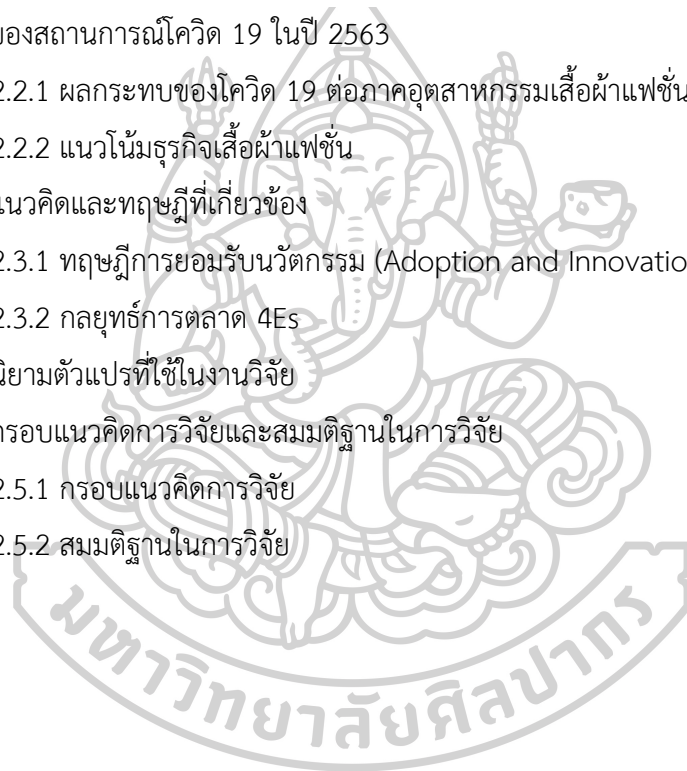 ของสถานการณ์โควิด 19 ในปี 2563
2.2.1 ผลกระทบของโควิด 19 ต่อภาคอุตสาหกรรมเสื้อผ้าแฟชั่น
2.2.2 แนวโน้มธุรกิจเสื้อผ้าแฟชั่น
แนวคิดและทฤษฎีที่เกี่ยวข้อง
2.3.1 ทฤษฎีการยอมรับนวัตกรรม (Adoption and Innovatio
2.3.2 กลยุทธ์การตลาด 4Es
นิยามตัวแปรที่ใช้ในงานวิจัย
กรอบแนวคิดการวิจัยและสมมติฐานในการวิจัย
2.5.1 กรอบแนวคิดการวิจัย
2.5.2 สมมติฐานในการวิจัย
มหาวิทยาลัยศิลปากร